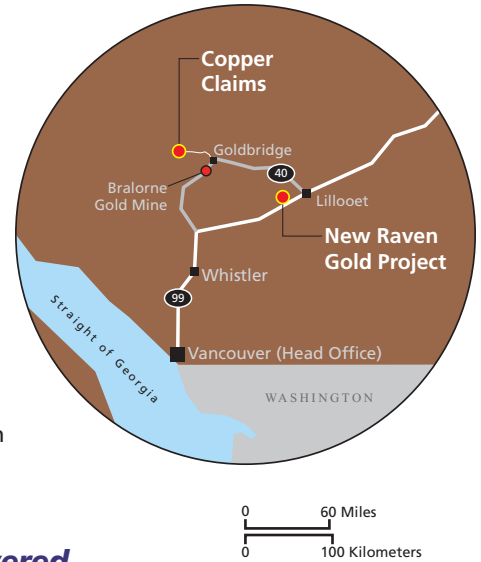 Copper
Claims
Goldbridge
40
Bralorne
Gold Mine
Lillooet
New Raven
Gold Project
Whistler
99
Straight of Georgia
Vancouver (Head Office)
WASHINGTON
0
60 Miles
0
100 Kilometers